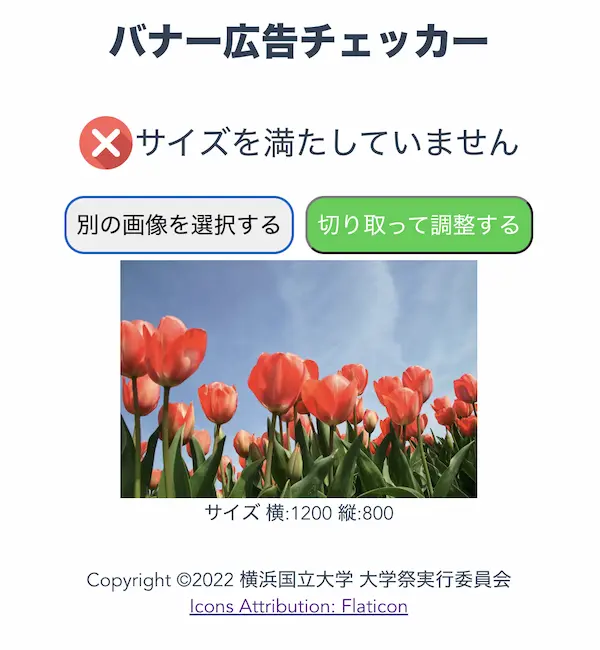 バナー広告チェッカー
サイズを満たしていません
別の画像を選択する
切り取って調整する
サイズ 横:1200 縦:800
Copyright ©2022 横浜国立大学 大学祭実行委員会
Icons Attribution: Flaticon